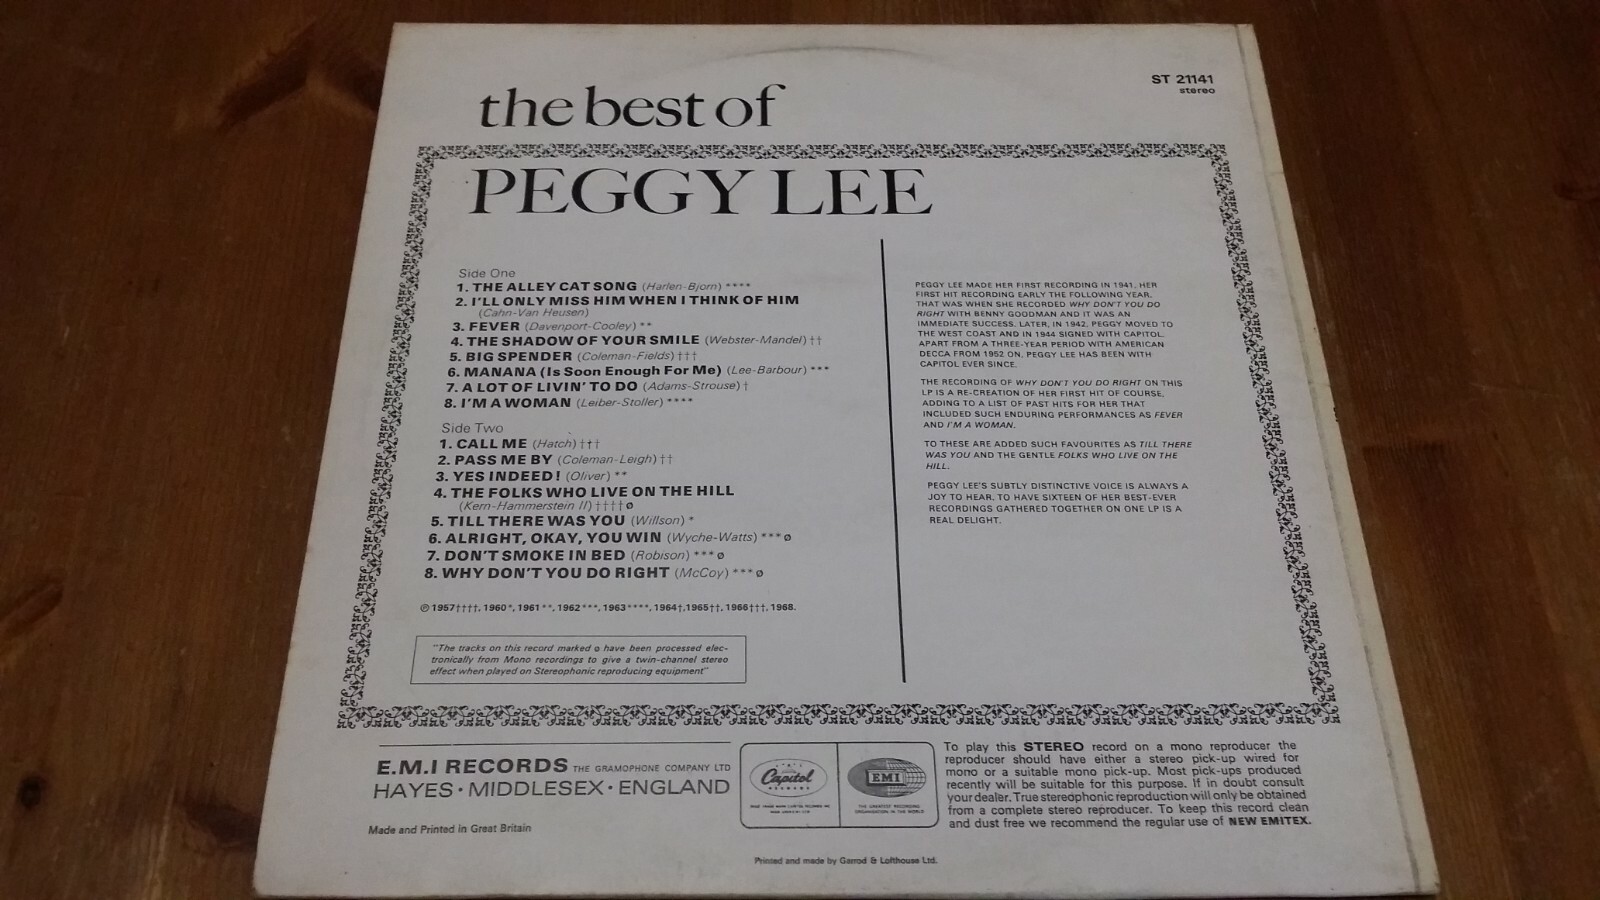 the best of
ST 21141
stereo
PEGGY LEE
Side One
1. THE ALLEY CAT SONG (Harlen-Bjorn) ****
2. I'LL ONLY MISS HIM WHEN I THINK OF HIM
(Cahn-Van Heusen)
3. FEVER (Davenport-Cooley) **
4. THE SHADOW OF YOUR SMILE (Webster-Mandel) ††
5. BIG SPENDER (Coleman-Fields) †††
6. MANANA (Is Soon Enough For Me) (Lee-Barbour) ***
7. A LOT OF LIVIN' TO DO (Adams-Strouse) †
8. I'M A WOMAN (Leiber-Stoller) ****
Side Two
1. CALL ME (Hatch) †††
2. PASS ME BY (Coleman-Leigh) ††
3. YES INDEED! (Oliver) **
4. THE FOLKS WHO LIVE ON THE HILL
(Kern-Hammerstein II) ††††ø
5. TILL THERE WAS YOU (Willson) *
6. ALRIGHT, OKAY, YOU WIN (Wyche-Watts) ***ø
7. DON'T SMOKE IN BED (Robison) ***ø
8. WHY DON'T YOU DO RIGHT (McCoy) ***ø
℗ 1957††††, 1960*, 1961**, 1962***, 1963****, 1964†, 1965††, 1966†††, 1968.
"The tracks on this record marked ø have been processed elec-
tronically from Mono recordings to give a twin-channel stereo
effect when played on Stereophonic reproducing equipment"
PEGGY LEE MADE HER FIRST RECORDING IN 1941, HER
FIRST HIT RECORDING EARLY THE FOLLOWING YEAR.
THAT WAS WHEN SHE RECORDED WHY DON'T YOU DO
RIGHT WITH BENNY GOODMAN AND IT WAS AN
IMMEDIATE SUCCESS. LATER, IN 1942, PEGGY MOVED TO
THE WEST COAST AND IN 1944 SIGNED WITH CAPITOL.
APART FROM A THREE-YEAR PERIOD WITH AMERICAN
DECCA FROM 1952 ON, PEGGY LEE HAS BEEN WITH
CAPITOL EVER SINCE.
THE RECORDING OF WHY DON'T YOU DO RIGHT ON THIS
LP IS A RE-CREATION OF HER FIRST HIT OF COURSE,
ADDING TO A LIST OF PAST HITS FOR HER THAT
INCLUDED SUCH ENDURING PERFORMANCES AS FEVER
AND I'M A WOMAN.
TO THESE ARE ADDED SUCH FAVOURITES AS TILL THERE
WAS YOU AND THE GENTLE FOLKS WHO LIVE ON THE
HILL.
PEGGY LEE'S SUBTLY DISTINCTIVE VOICE IS ALWAYS A
JOY TO HEAR. TO HAVE SIXTEEN OF HER BEST-EVER
RECORDINGS GATHERED TOGETHER ON ONE LP IS A
REAL DELIGHT.
E.M.I RECORDS THE GRAMOPHONE COMPANY LTD
HAYES · MIDDLESEX · ENGLAND
Made and Printed in Great Britain
Capitol
RECORDS
EMI
THE GREATEST RECORDING
ORGANISATION IN THE WORLD
To play this STEREO record on a mono reproducer the
reproducer should have either a stereo pick-up wired for
mono or a suitable mono pick-up. Most pick-ups produced
recently will be suitable for this purpose. If in doubt consult
your dealer. True stereophonic reproduction will only be obtained
from a complete stereo reproducer. To keep this record clean
and dust free we recommend the regular use of NEW EMITEX.
Printed and made by Garrod & Lofthouse Ltd.